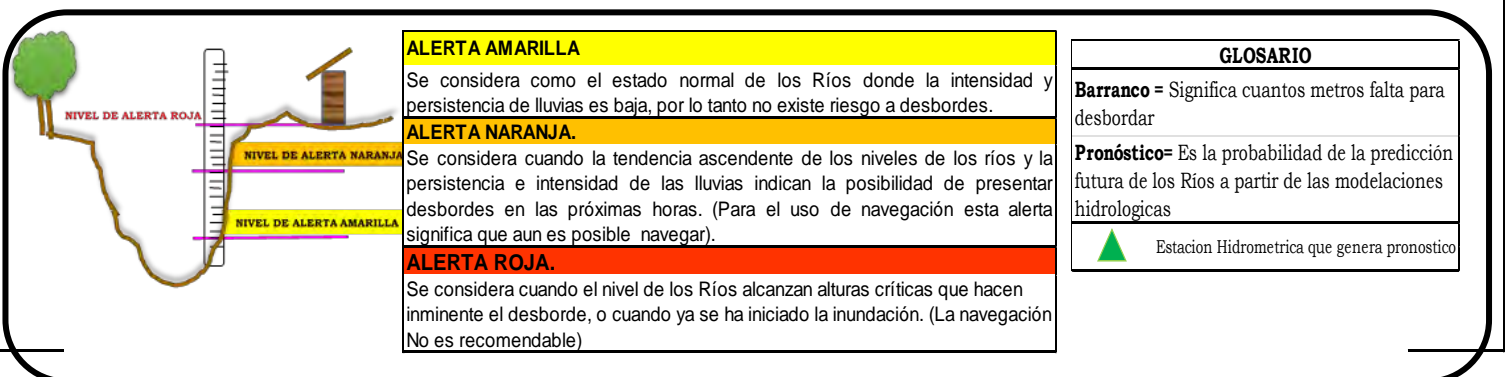 NIVEL DE ALERTA ROJA
NIVEL DE ALERTA NARANJA
NIVEL DE ALERTA AMARILLA
ALERTA AMARILLA
Se considera como el estado normal de los Ríos donde la intensidad y
persistencia de lluvias es baja, por lo tanto no existe riesgo a desbordes.
ALERTA NARANJA.
Se considera cuando la tendencia ascendente de los niveles de los ríos y la
persistencia e intensidad de las lluvias indican la posibilidad de presentar
desbordes en las próximas horas. (Para el uso de navegación esta alerta
significa que aun es posible navegar).
ALERTA ROJA.
Se considera cuando el nivel de los Ríos alcanzan alturas críticas que hacen
inminente el desborde, o cuando ya se ha iniciado la inundación. (La navegación
No es recomendable)
GLOSARIO
Barranco = Significa cuantos metros falta para
desbordar
Pronóstico= Es la probabilidad de la predicción
futura de los Ríos a partir de las modelaciones
hidrologicas
Estacion Hidrometrica que genera pronostico